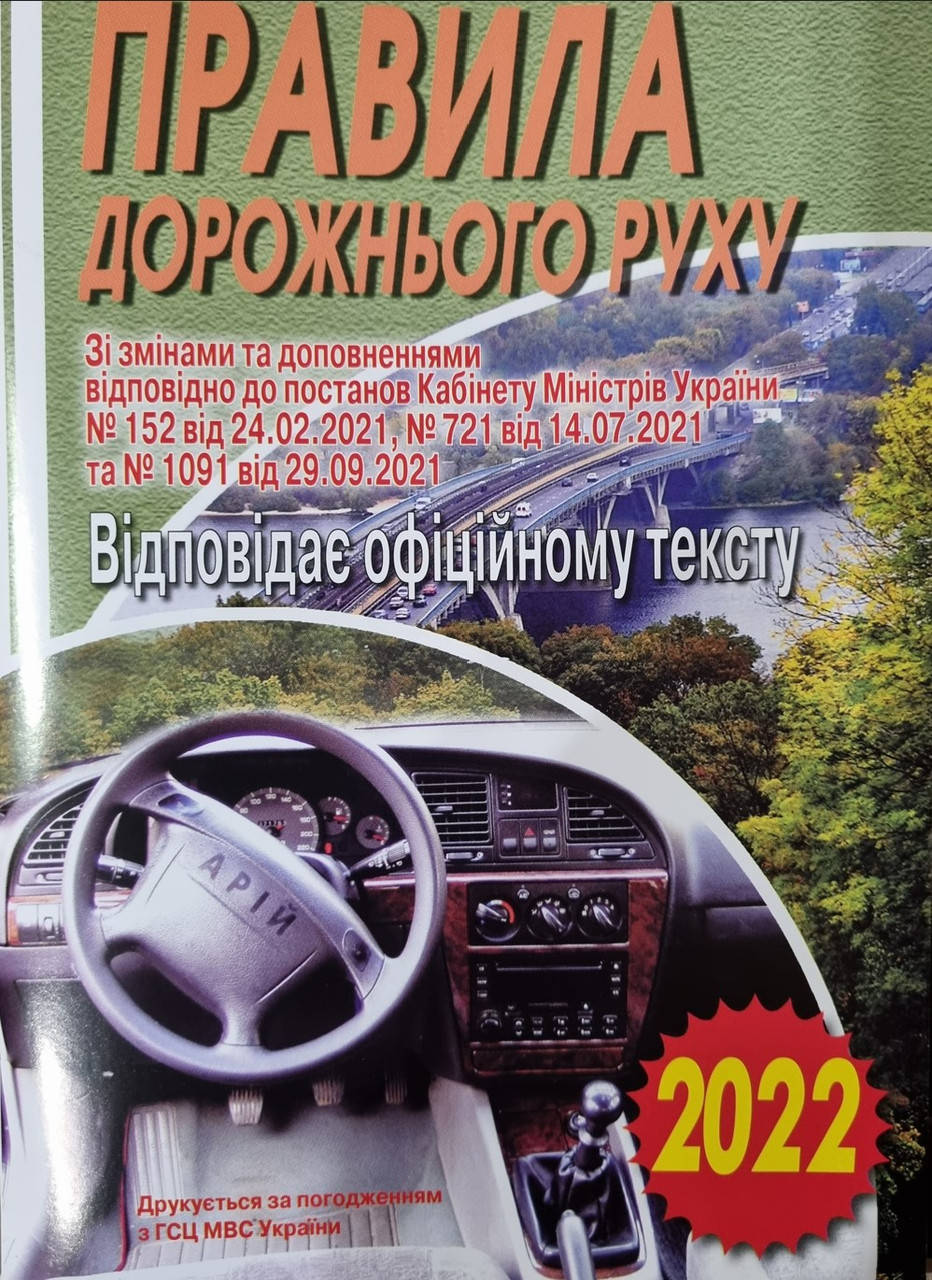 ПРАВИЛА
ДОРОЖНЬОГО РУХУ
Зі змінами та доповненнями
відповідно до постанов Кабінету Міністрів України
№ 152 від 24.02.2021, № 721 від 14.07.2021
та № 1091 від 29.09.2021
Відповідає офіційному тексту
АРІЙ
2022
Друкується за погодженням
з ГСЦ МВС України